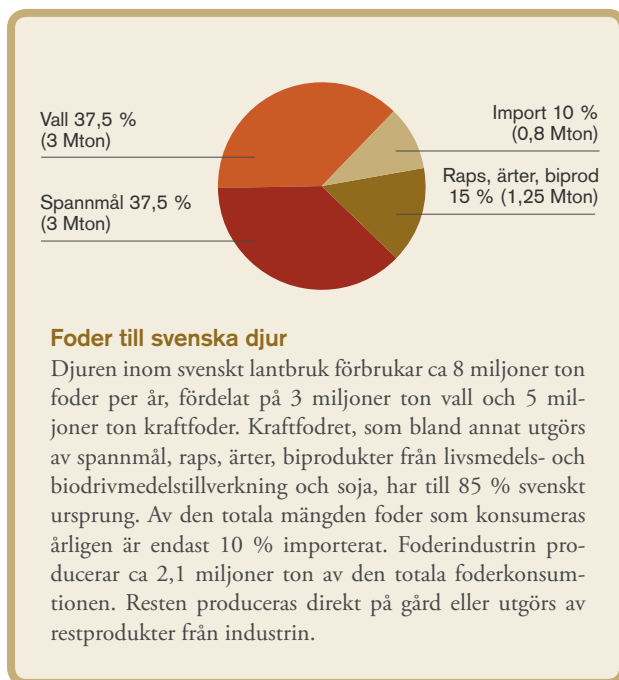 Vall 37,5 %
(3 Mton)
Import 10 %
(0,8 Mton)
Raps, ärter, biprod
15 % (1,25 Mton)
Spannmål 37,5 %
(3 Mton)
Foder till svenska djur
Djuren inom svenskt lantbruk förbrukar ca 8 miljoner ton
foder per år, fördelat på 3 miljoner ton vall och 5 mil-
joner ton kraftfoder. Kraftfodret, som bland annat utgörs
av spannmål, raps, ärter, biprodukter från livsmedels- och
biodrivmedelstillverkning och soja, har till 85 % svenskt
ursprung. Av den totala mängden foder som konsumeras
årligen är endast 10 % importerat. Foderindustrin pro-
ducerar ca 2,1 miljoner ton av den totala foderkonsum-
tionen. Resten produceras direkt på gård eller utgörs av
restprodukter från industrin.